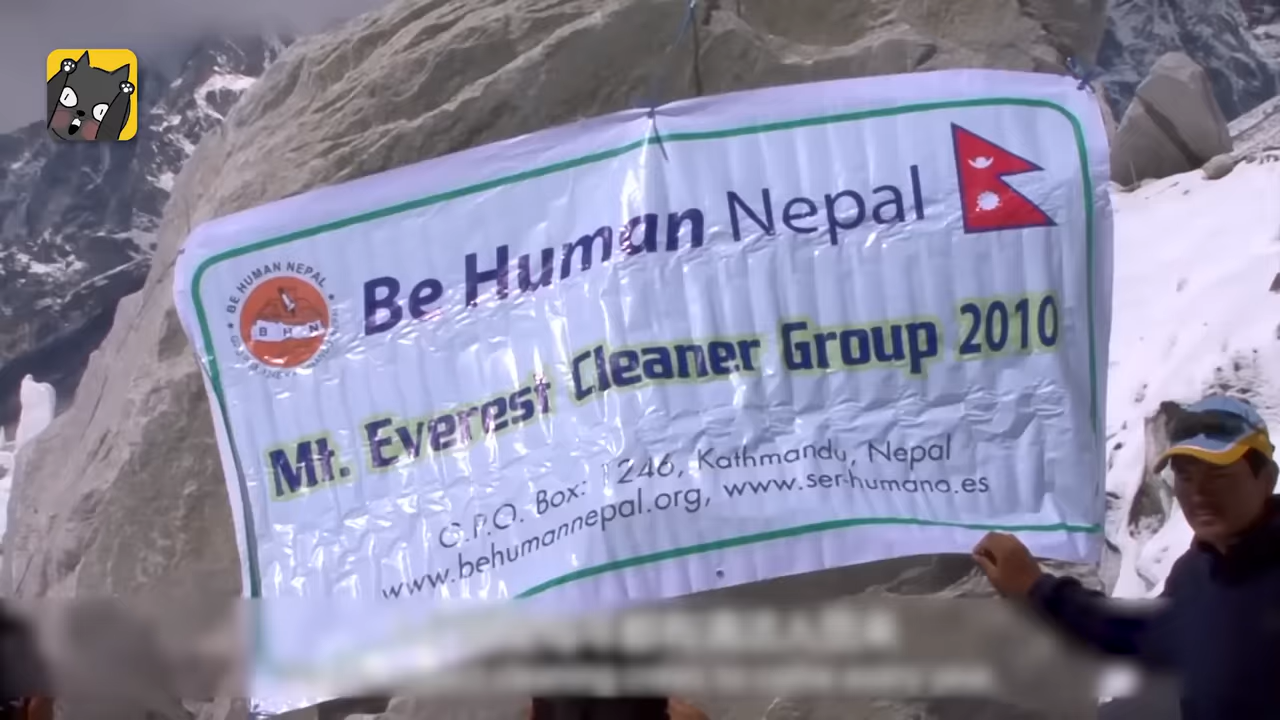 BE HUMAN NEPAL
B H N
Be Human Nepal
Mt. Everest Cleaner Group 2010
G.P.O. Box: 1246, Kathmandu, Nepal
www.behumannepal.org, www.ser-humano.es